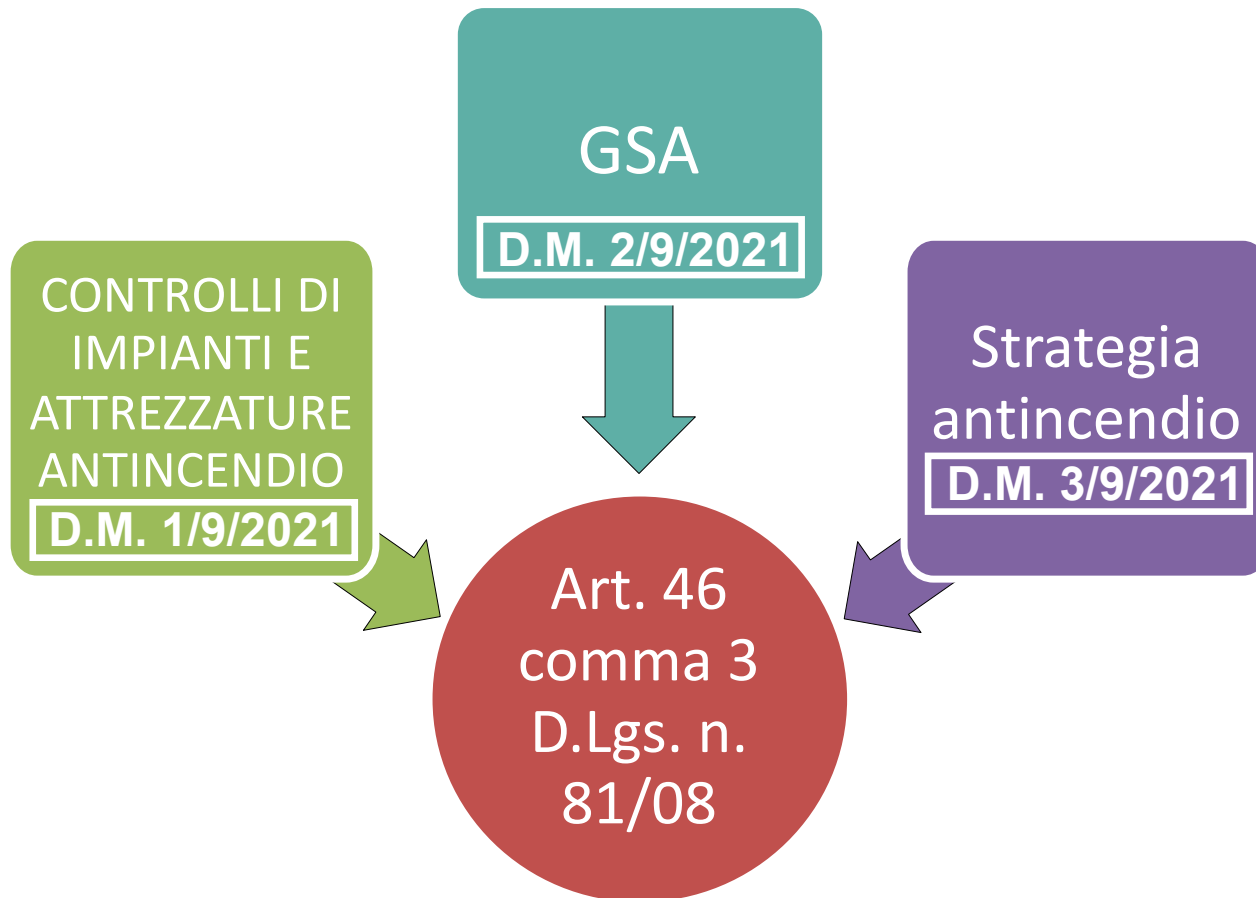 GSA
D.M. 2/9/2021
CONTROLLI DI
IMPIANTI E
ATTREZZATURE
ANTINCENDIO
D.M. 1/9/2021
Strategia
antincendio
D.M. 3/9/2021
Art. 46
comma 3
D.Lgs. n.
81/08